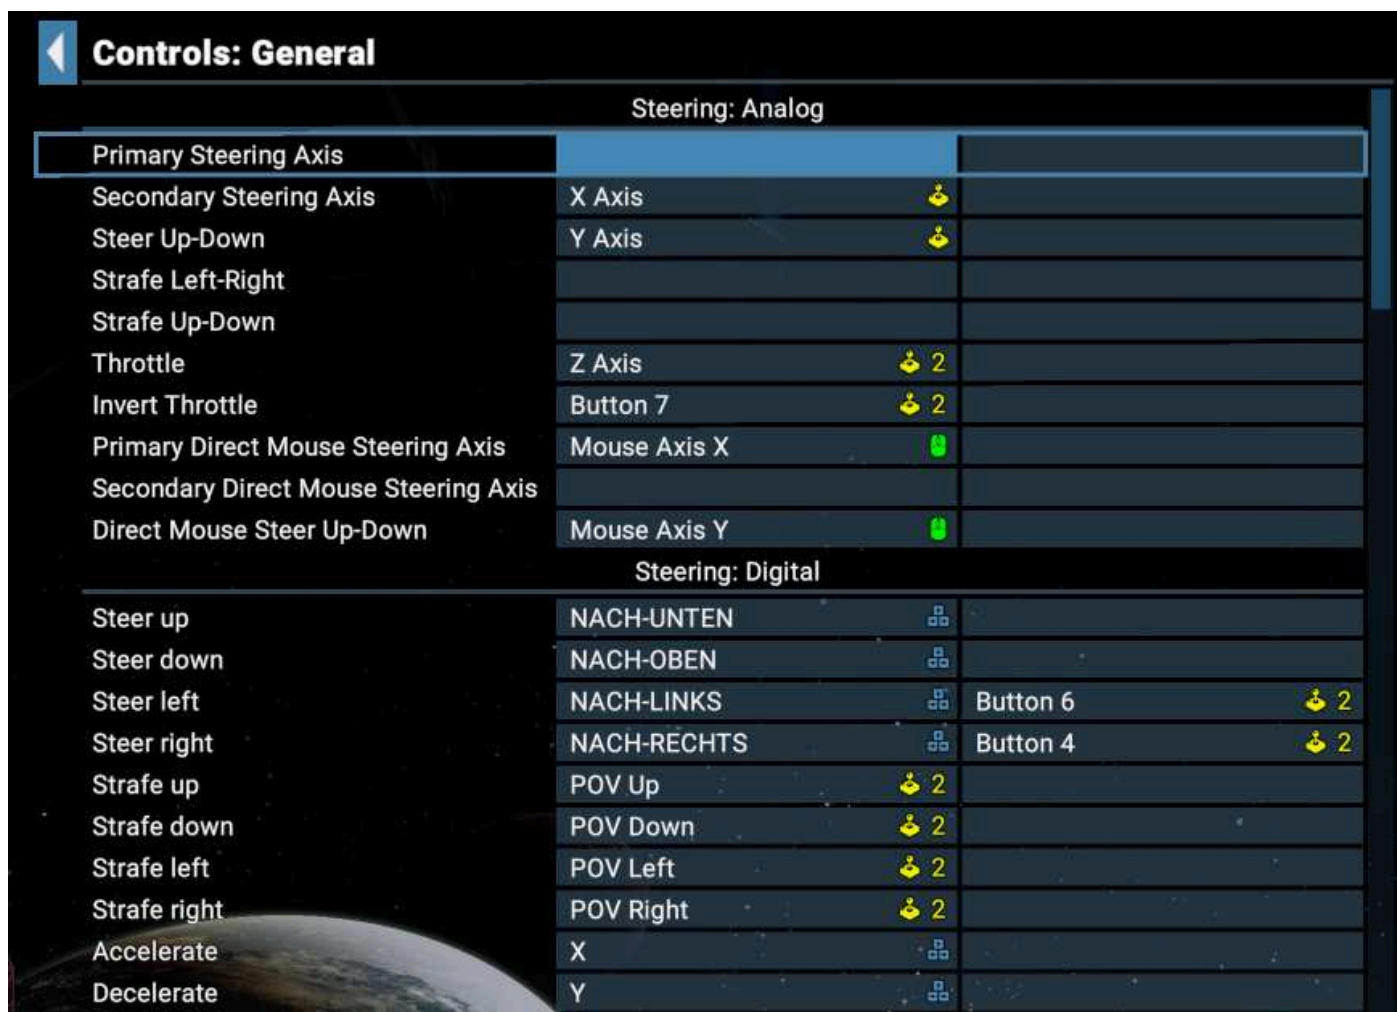 Controls: General
Steering: Analog
Primary Steering Axis
Secondary Steering Axis X Axis
Steer Up-Down Y Axis
Strafe Left-Right
Strafe Up-Down
Throttle Z Axis 2
Invert Throttle Button 7 2
Primary Direct Mouse Steering Axis Mouse Axis X
Secondary Direct Mouse Steering Axis
Direct Mouse Steer Up-Down Mouse Axis Y
Steering: Digital
Steer up NACH-UNTEN
Steer down NACH-OBEN
Steer left NACH-LINKS Button 6 2
Steer right NACH-RECHTS Button 4 2
Strafe up POV Up 2
Strafe down POV Down 2
Strafe left POV Left 2
Strafe right POV Right 2
Accelerate X
Decelerate Y